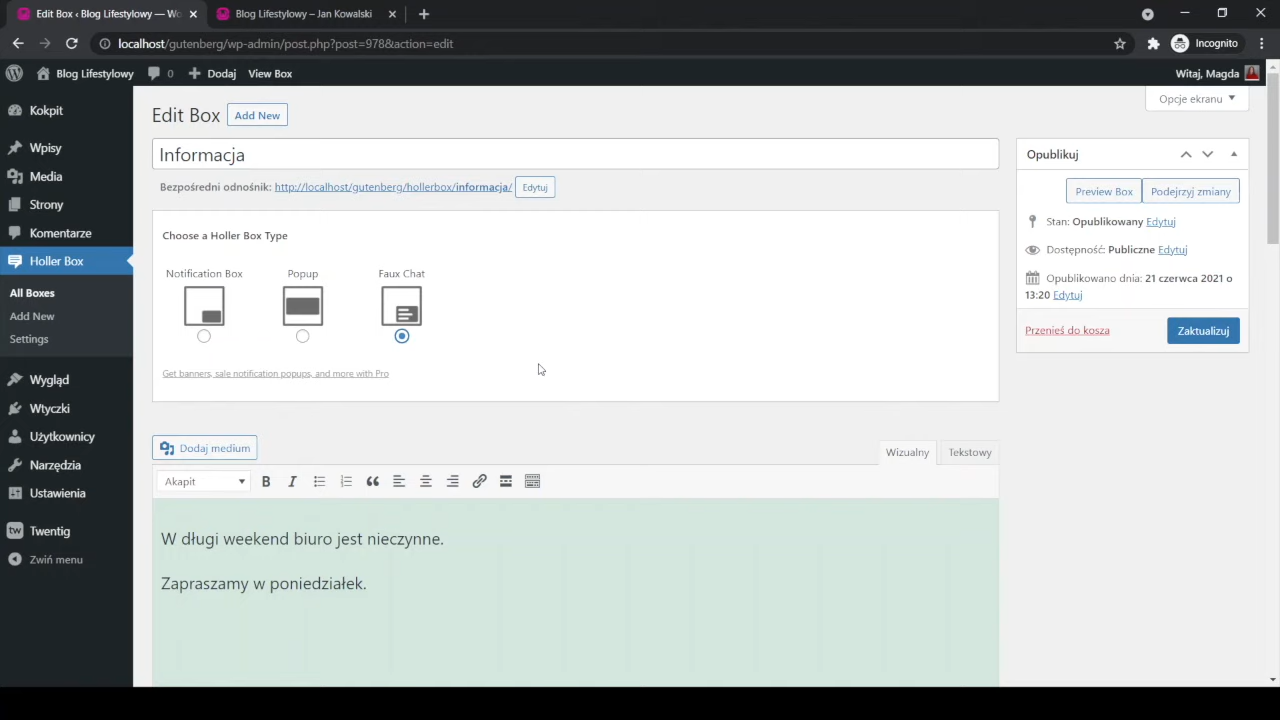 Edit Box ‹ Blog Lifestylowy — Wo
Blog Lifestylowy – Jan Kowalski
localhost/gutenberg/wp-admin/post.php?post=978&action=edit
Incognito
Blog Lifestylowy
0
Dodaj
View Box
Witaj, Magda
Kokpit
Wpisy
Media
Strony
Komentarze
Holler Box
All Boxes
Add New
Settings
Wygląd
Wtyczki
Użytkownicy
Narzędzia
Ustawienia
tw Twentig
Zwiń menu
Opcje ekranu
Edit Box
Add New
Informacja
Bezpośredni odnośnik: http://localhost/gutenberg/hollerbox/informacja/
Edytuj
Choose a Holler Box Type
Notification Box
Popup
Faux Chat
Get banners, sale notification popups, and more with Pro
Dodaj medium
Wizualny
Tekstowy
Akapit
B
I
W długi weekend biuro jest nieczynne.
Zapraszamy w poniedziałek.
Opublikuj
Preview Box
Podejrzyj zmiany
Stan: Opublikowany Edytuj
Dostępność: Publiczne Edytuj
Opublikowano dnia: 21 czerwca 2021 o
13:20 Edytuj
Przenieś do kosza
Zaktualizuj